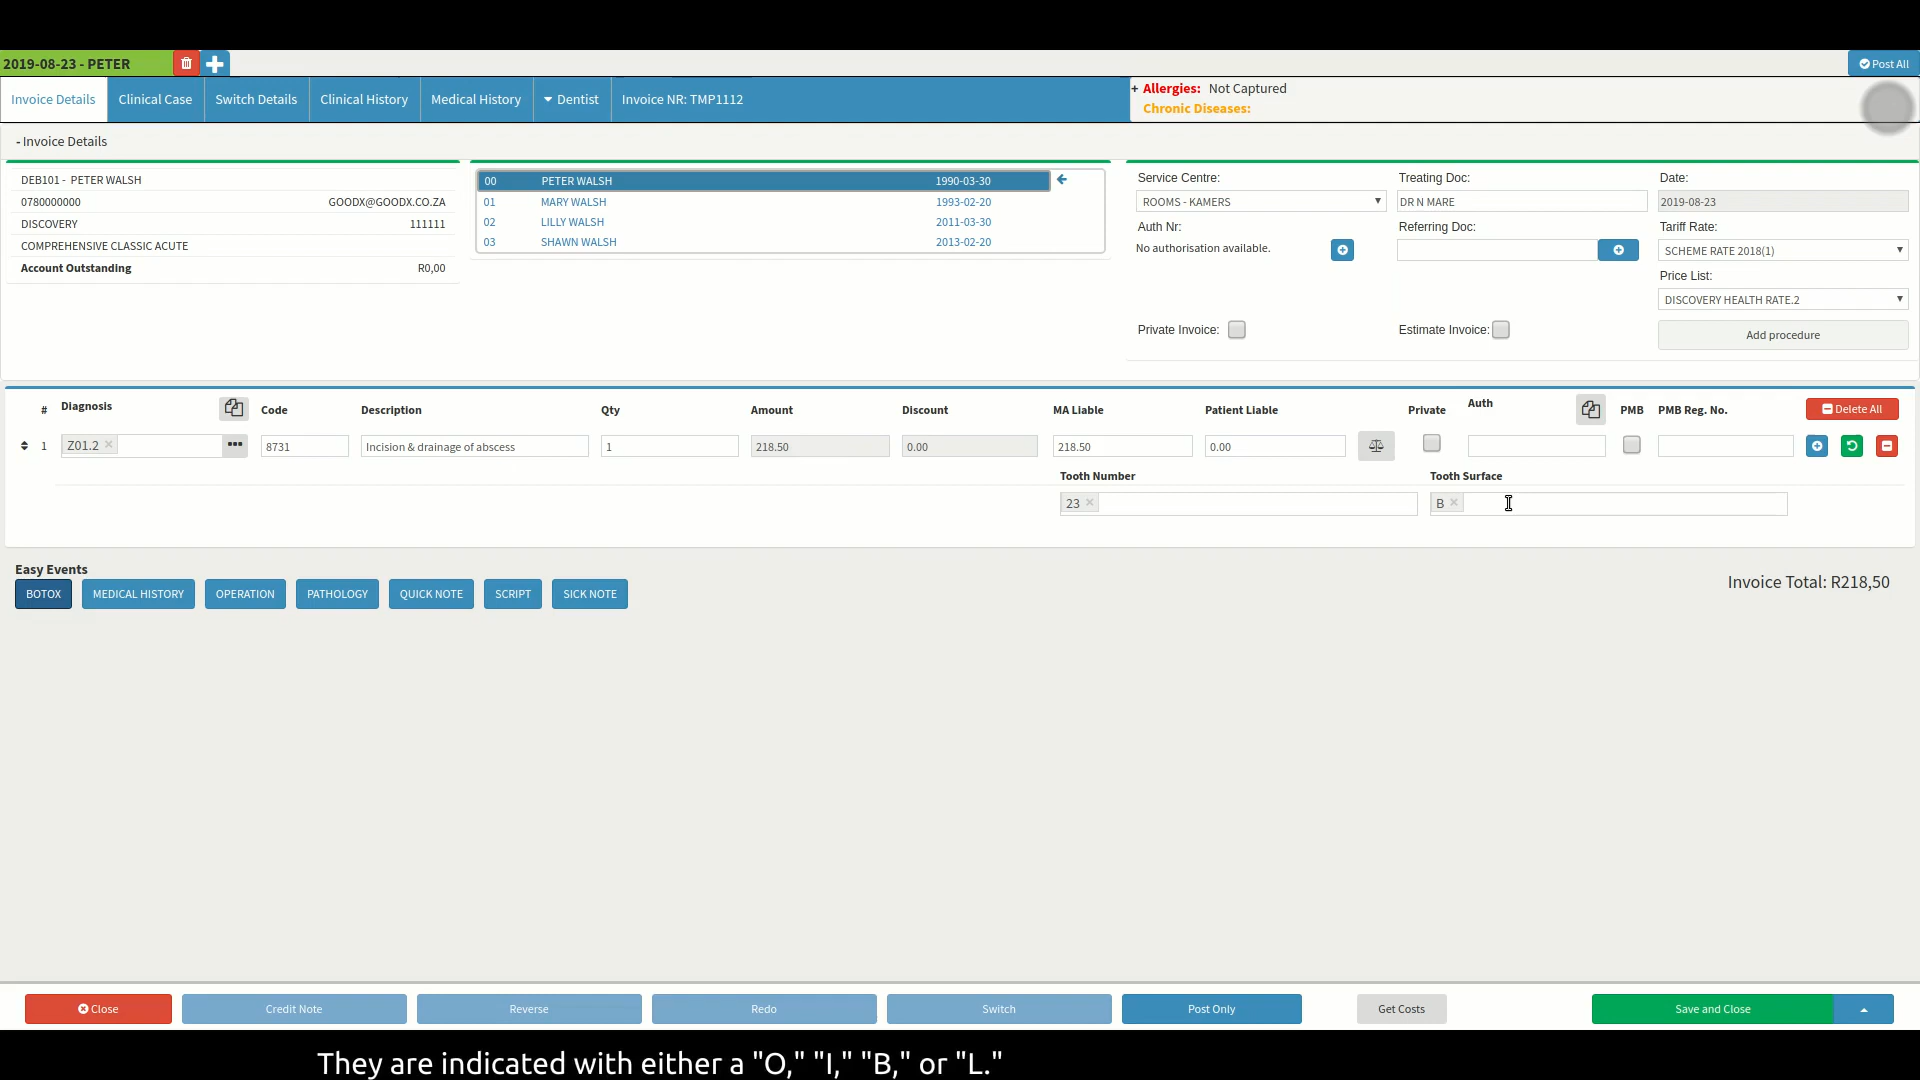 2019-08-23 - PETER
Post All
Invoice Details
Clinical Case
Switch Details
Clinical History
Medical History
Dentist
Invoice NR: TMP1112
+ Allergies: Not Captured
Chronic Diseases:
- Invoice Details
DEB101 - PETER WALSH
0780000000 GOODX@GOODX.CO.ZA
DISCOVERY 111111
COMPREHENSIVE CLASSIC ACUTE
Account Outstanding R0,00
00 PETER WALSH 1990-03-30
01 MARY WALSH 1993-02-20
02 LILLY WALSH 2011-03-30
03 SHAWN WALSH 2013-02-20
Service Centre:
ROOMS - KAMERS
Treating Doc:
DR N MARE
Date:
2019-08-23
Auth Nr:
No authorisation available.
Referring Doc:
Tariff Rate:
SCHEME RATE 2018(1)
Price List:
DISCOVERY HEALTH RATE.2
Private Invoice:
Estimate Invoice:
Add procedure
# Diagnosis Code Description Qty Amount Discount MA Liable Patient Liable Private Auth PMB PMB Reg. No. Delete All
1 Z01.2 × 8731 Incision & drainage of abscess 1 218.50 0.00 218.50 0.00
Tooth Number Tooth Surface
23 × B ×
Easy Events
BOTOX MEDICAL HISTORY OPERATION PATHOLOGY QUICK NOTE SCRIPT SICK NOTE
Invoice Total: R218,50
Close Credit Note Reverse Redo Switch Post Only Get Costs Save and Close
They are indicated with either a "O," "I," "B," or "L."